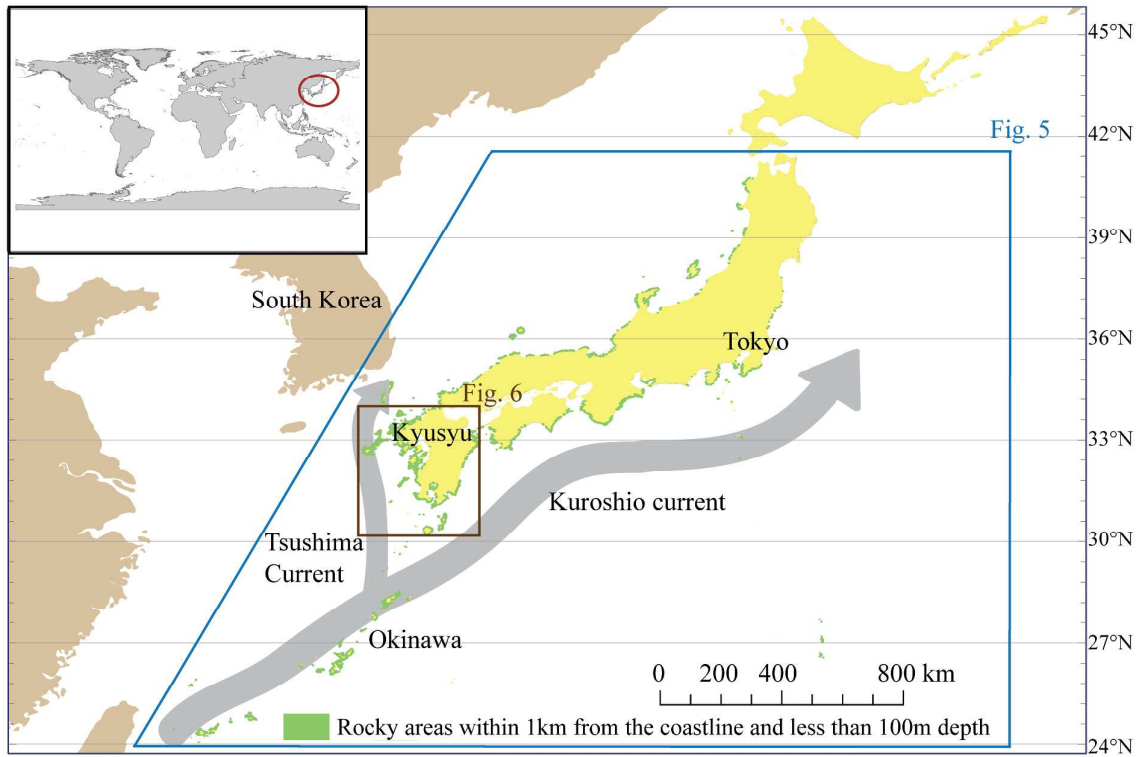 45°N
Fig. 5
42°N
39°N
South Korea
36°N
Tokyo
Fig. 6
Kyusyu
33°N
Kuroshio current
30°N
Tsushima
Current
Okinawa
27°N
0 200 400 800 km
Rocky areas within 1km from the coastline and less than 100m depth
24°N